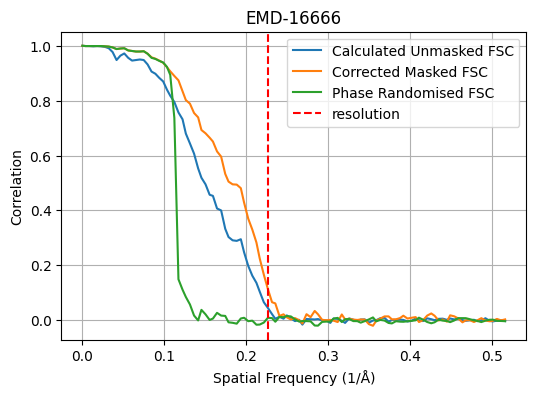 EMD-16666
Calculated Unmasked FSC
Corrected Masked FSC
Phase Randomised FSC
resolution
Correlation
1.0
0.8
0.6
0.4
0.2
0.0
0.0 0.1 0.2 0.3 0.4 0.5
Spatial Frequency (1/Å)